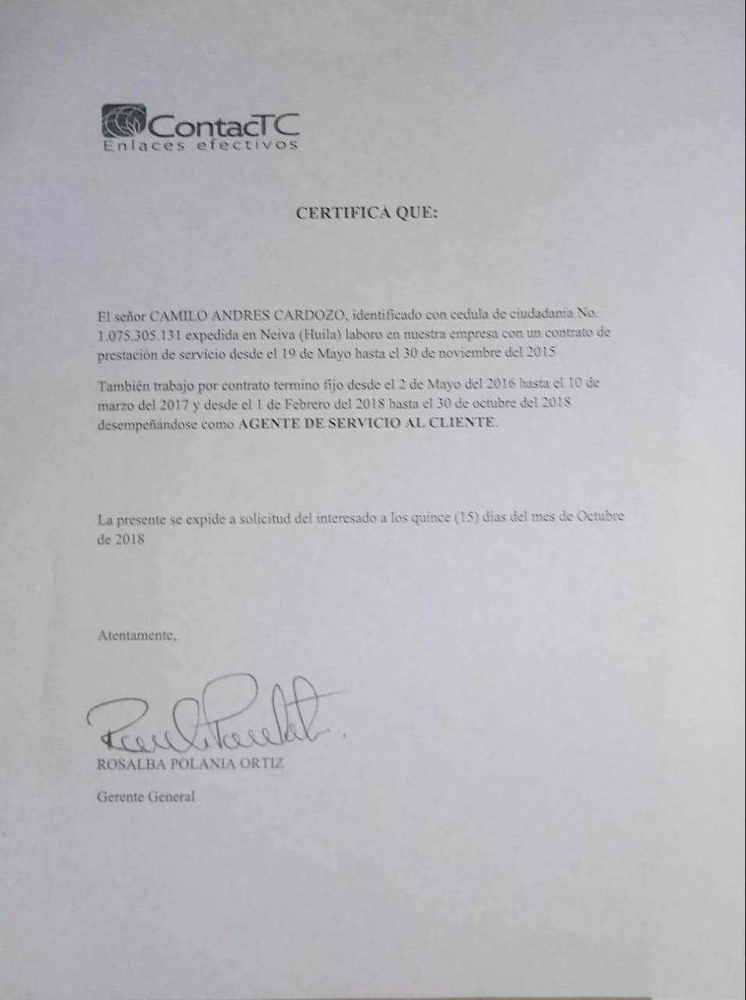 ContacTC
Enlaces efectivos
CERTIFICA QUE:
El señor CAMILO ANDRES CARDOZO, identificado con cedula de ciudadanía No.
1.075.305.131 expedida en Neiva (Huila) laboro en nuestra empresa con un contrato de
prestación de servicio desde el 19 de Mayo hasta el 30 de noviembre del 2015
También trabajo por contrato termino fijo desde el 2 de Mayo del 2016 hasta el 10 de
marzo del 2017 y desde el 1 de Febrero del 2018 hasta el 30 de octubre del 2018
desempeñándose como AGENTE DE SERVICIO AL CLIENTE.
La presente se expide a solicitud del interesado a los quince (15) días del mes de Octubre
de 2018
Atentamente,
ROSALBA POLANIA ORTIZ
Gerente General